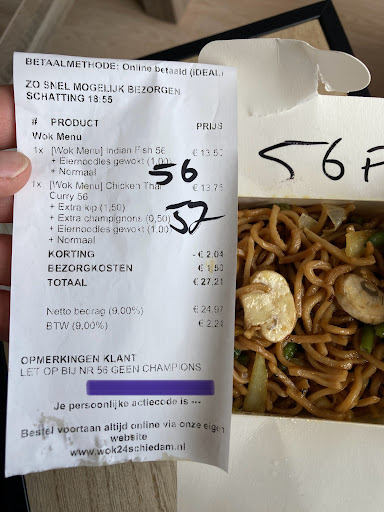 BETAALMETHODE: Online betaald (iDEAL)
ZO SNEL MOGELIJK BEZORGEN
SCHATTING 18:55
# PRODUCT PRIJS
Wok Menu
1x [Wok Menu] Indian Fish 56 € 13,50
+ Eiernoedles gewokt (1,00)
+ Normaal
56
1x [Wok Menu] Chicken Thai € 13,75
Curry 56
+ Extra kip (1,50)
+ Extra champignons (0,50)
+ Eiernoedles gewokt (1,00)
+ Normaal
57
KORTING - € 2,04
BEZORGKOSTEN € 1,50
TOTAAL € 27,21
Netto bedrag (9,00%) € 24,97
BTW (9,00%) € 2,24
OPMERKINGEN KLANT
LET OP BIJ NR 56 GEEN CHAMPIONS
Je persoonlijke actiecode is ---
Bestel voortaan altijd online via onze eigen
website
www.wok24schiedam.nl
56 F